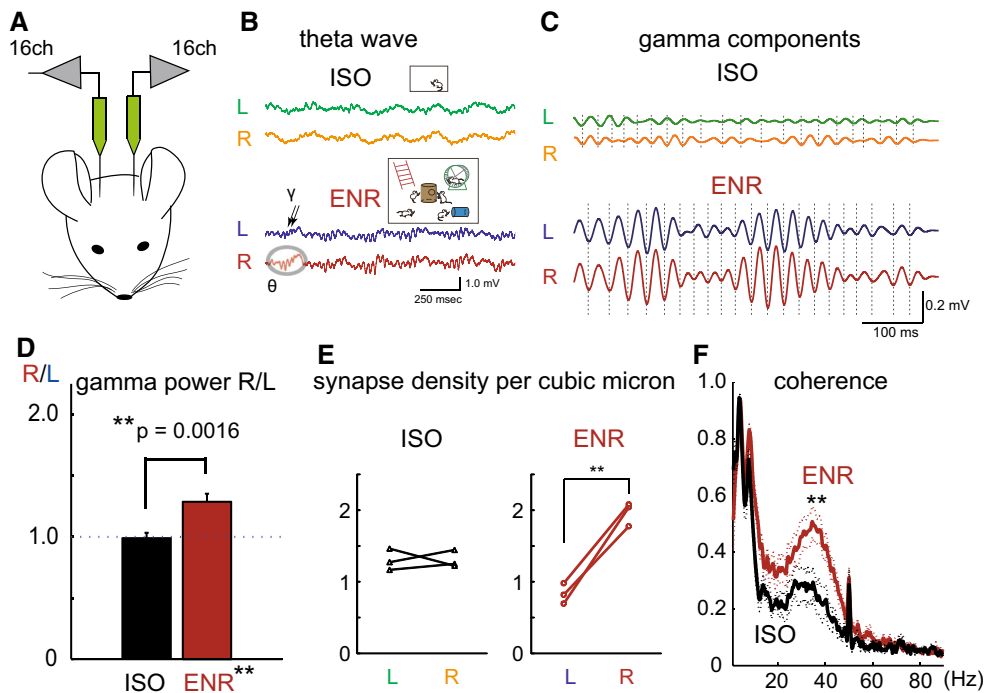 A
16ch
16ch
B
theta wave
ISO
L
R
γ
ENR
L
R
θ
1.0 mV
250 msec
C
gamma components
ISO
L
R
ENR
L
R
0.2 mV
100 ms
D
R/L gamma power R/L
2.0
**p = 0.0016
1.0
0
ISO ENR**
E
synapse density per cubic micron
ISO
ENR
**
2
2
1
1
0
0
L R
L R
F
coherence
1.0
0.8
ENR
**
0.6
0.4
0.2
ISO
0
20 40 60 80 (Hz)